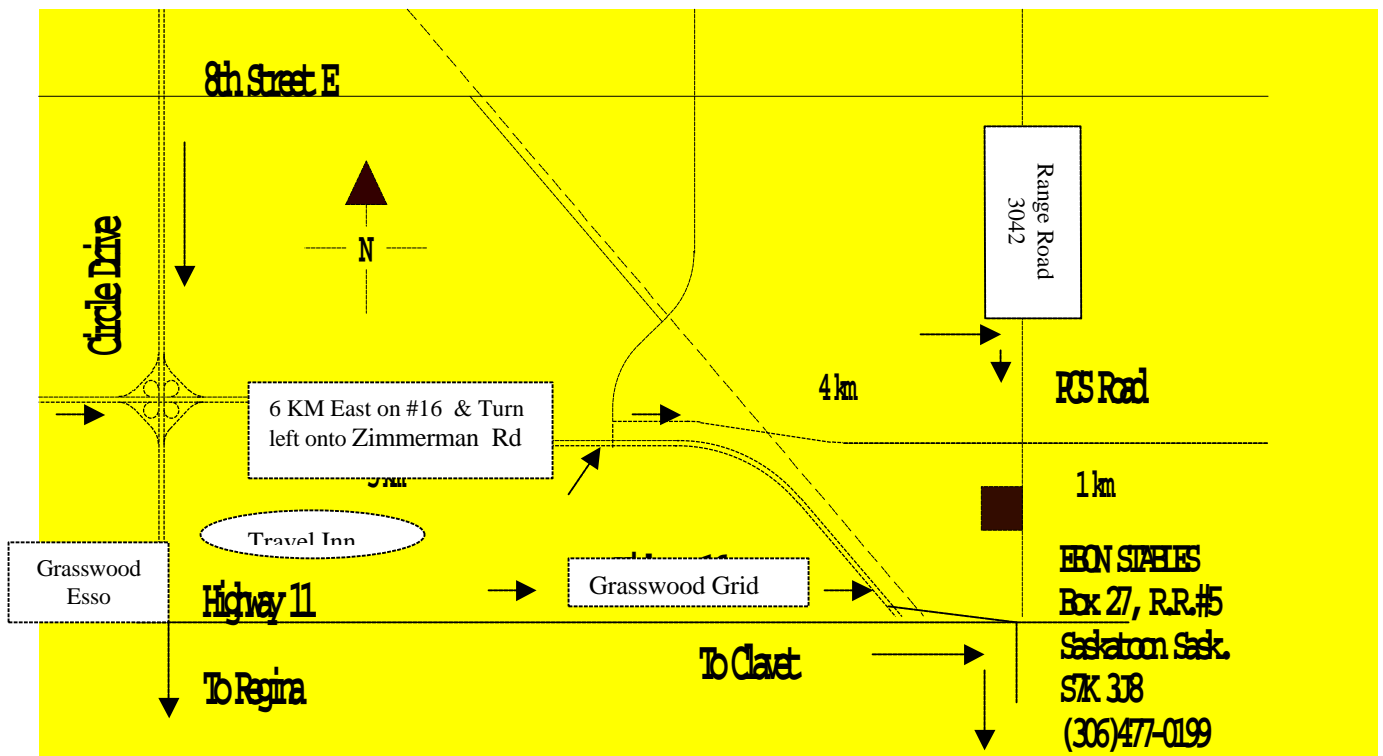 8th Street E
Circle Drive
N
Range Road
3042
6 KM East on #16 & Turn
left onto Zimmerman Rd
4 km
PCS Road
1 km
Travel Inn
Grasswood
Esso
Highway 11
Grasswood Grid
To Regina
To Clavet
EBON STABLES
Box 27, R.R.#5
Saskatoon Sask.
S7K 3J8
(306)477-0199